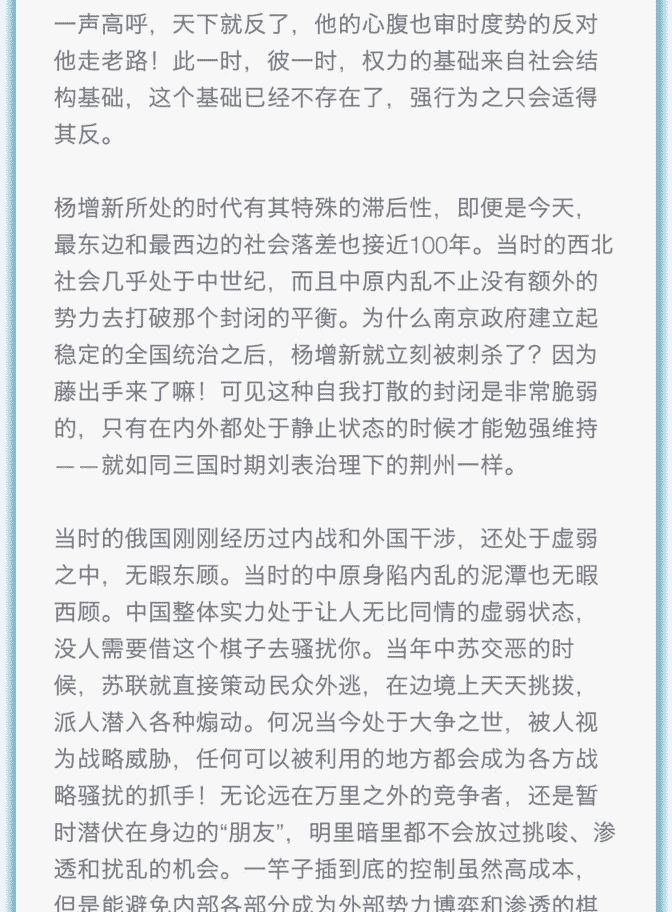 一声高呼，天下就反了，他的心腹也审时度势的反对
他走老路！此一时，彼一时，权力的基础来自社会结
构基础，这个基础已经不存在了，强行为之只会适得
其反。
杨增新所处的时代有其特殊的滞后性，即便是今天，
最东边和最西边的社会落差也接近100年。当时的西北
社会几乎处于中世纪，而且中原内乱不止没有额外的
势力去打破那个封闭的平衡。为什么南京政府建立起
稳定的全国统治之后，杨增新就立刻被刺杀了？因为
藤出手来了嘛！可见这种自我打散的封闭是非常脆弱
的，只有在内外都处于静止状态的时候才能勉强维持
——就如同三国时期刘表治理下的荆州一样。
当时的俄国刚刚经历过内战和外国干涉，还处于虚弱
之中，无暇东顾。当时的中原身陷内乱的泥潭也无暇
西顾。中国整体实力处于让人无比同情的虚弱状态，
没人需要借这个棋子去骚扰你。当年中苏交恶的时
候，苏联就直接策动民众外逃，在边境上天天挑拨，
派人潜入各种煽动。何况当今处于大争之世，被人视
为战略威胁，任何可以被利用的地方都会成为各方战
略骚扰的抓手！无论远在万里之外的竞争者，还是暂
时潜伏在身边的“朋友”，明里暗里都不会放过挑唆、渗
透和扰乱的机会。一竿子插到底的控制虽然高成本，
但是能避免内部各部分成为外部势力博弈和渗透的棋